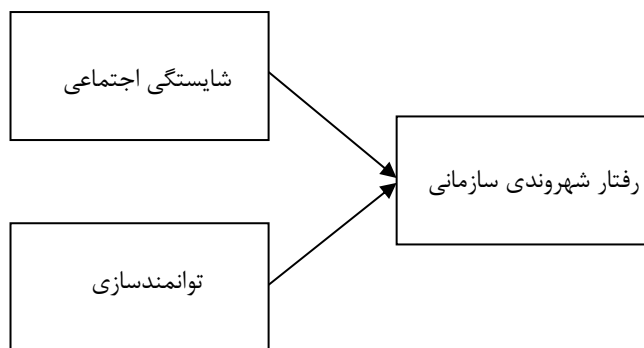 شایستگی اجتماعی
رفتار شهروندی سازمانی
توانمندسازی